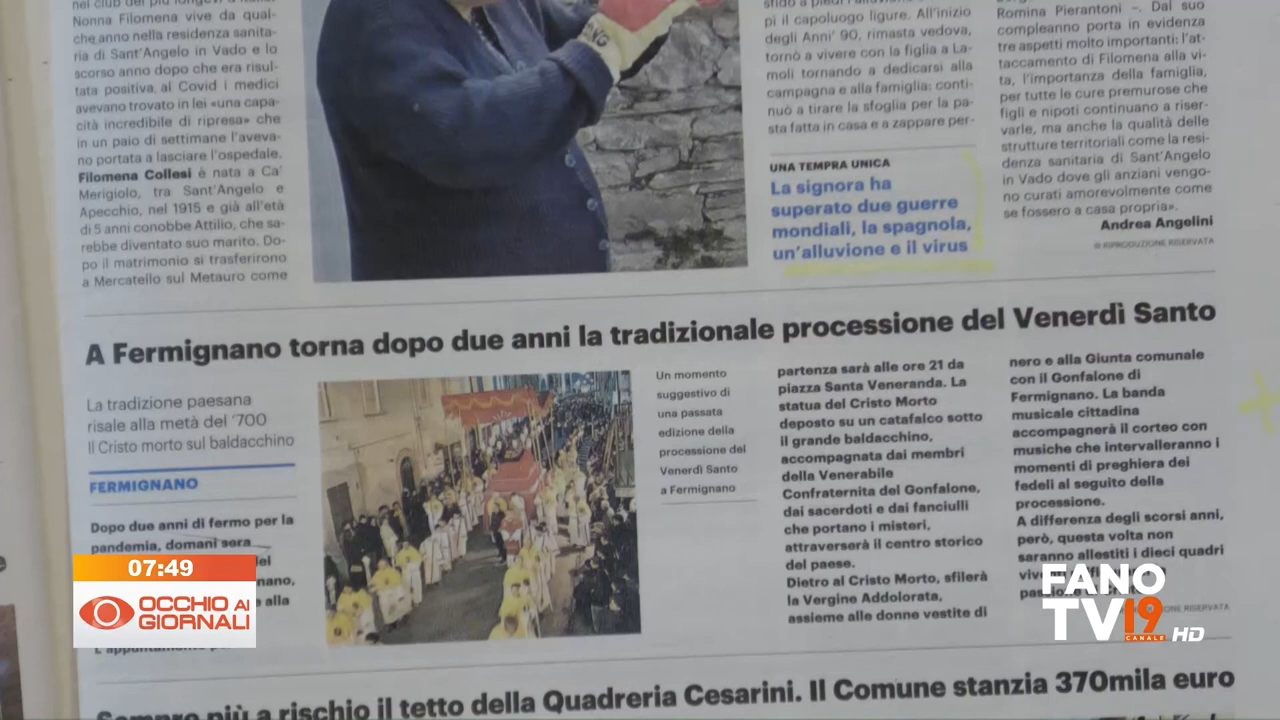 nel club dei più longevi d'Italia.
Nonna Filomena vive da qual-
che anno nella residenza sanita-
ria di Sant'Angelo in Vado e lo
scorso anno dopo che era risul-
tata positiva al Covid i medici
avevano trovato in lei «una capa-
cità incredibile di ripresa» che
in un paio di settimane l'aveva-
no portata a lasciare l'ospedale.
Filomena Collesi è nata a Ca'
Merigiolo, tra Sant'Angelo e
Apecchio, nel 1915 e già all'età
di 5 anni conobbe Attilio, che sa-
rebbe diventato suo marito. Do-
po il matrimonio si trasferirono
a Mercatello sul Metauro come
pì il capoluogo ligure. All'inizio
degli Anni' 90, rimasta vedova,
tornò a vivere con la figlia a La-
moli tornando a dedicarsi alla
campagna e alla famiglia: conti-
nuò a tirare la sfoglia per la pa-
sta fatta in casa e a zappare per-
UNA TEMPRA UNICA
La signora ha
superato due guerre
mondiali, la spagnola,
un'alluvione e il virus
Romina Pierantoni –. Dal suo
compleanno porta in evidenza
tre aspetti molto importanti: l'at-
taccamento di Filomena alla vi-
ta, l'importanza della famiglia,
per tutte le cure premurose che
figli e nipoti continuano a riser-
varle, ma anche la qualità delle
strutture territoriali come la resi-
denza sanitaria di Sant'Angelo
in Vado dove gli anziani vengo-
no curati amorevolmente come
se fossero a casa propria».
Andrea Angelini
© RIPRODUZIONE RISERVATA
A Fermignano torna dopo due anni la tradizionale processione del Venerdì Santo
La tradizione paesana
risale alla metà del '700
Il Cristo morto sul baldacchino
FERMIGNANO
Dopo due anni di fermo per la
pandemia, domani sera
nano,
e alla
L'appuntamento
Un momento
suggestivo di
una passata
edizione della
processione del
Venerdì Santo
a Fermignano
partenza sarà alle ore 21 da
piazza Santa Veneranda. La
statua del Cristo Morto
deposto su un catafalco sotto
il grande baldacchino,
accompagnata dai membri
della Venerabile
Confraternita del Gonfalone,
dai sacerdoti e dai fanciulli
che portano i misteri,
attraverserà il centro storico
del paese.
Dietro al Cristo Morto, sfilerà
la Vergine Addolorata,
assieme alle donne vestite di
nero e alla Giunta comunale
con il Gonfalone di
Fermignano. La banda
musicale cittadina
accompagnerà il corteo con
musiche che intervalleranno i
momenti di preghiera dei
fedeli al seguito della
processione.
A differenza degli scorsi anni,
però, questa volta non
saranno allestiti i dieci quadri
ZIONE RISERVATA
Sempre più a rischio il tetto della Quadreria Cesarini. Il Comune stanzia 370mila euro
07:49
OCCHIO AI
GIORNALI
FANO
TV19
CANALE HD